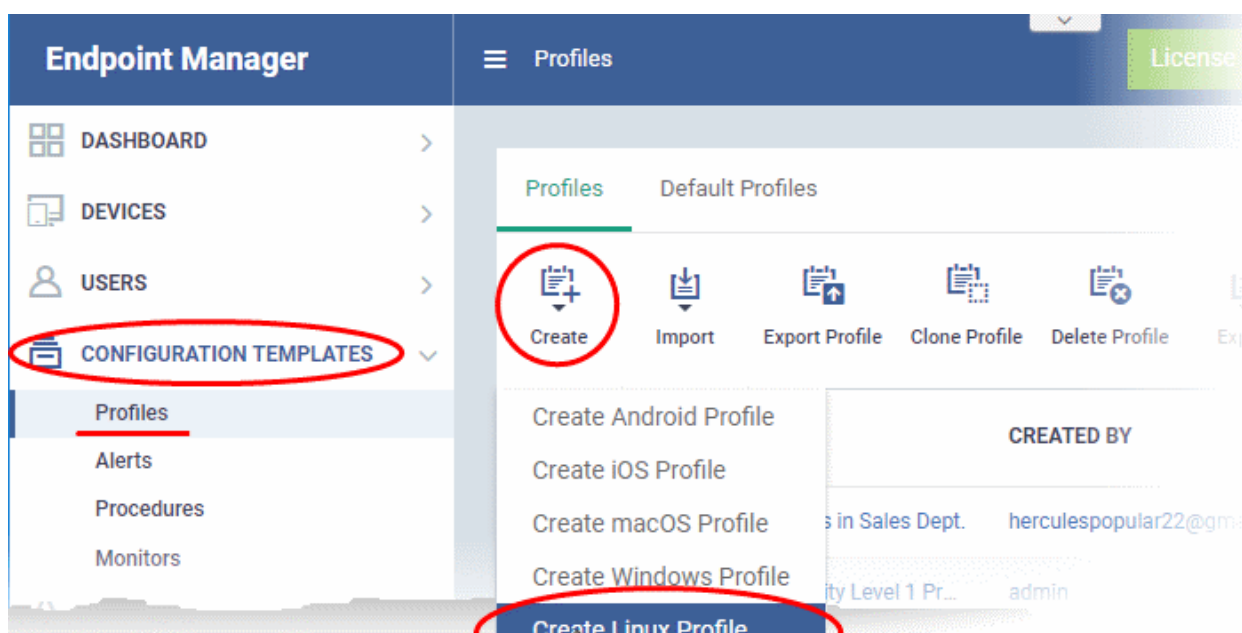 Endpoint Manager
Profiles
License
DASHBOARD
DEVICES
USERS
CONFIGURATION TEMPLATES
Profiles
Alerts
Procedures
Monitors
Profiles Default Profiles
Create Import Export Profile Clone Profile Delete Profile
Create Android Profile
Create iOS Profile
Create macOS Profile
Create Windows Profile
Create Linux Profile
CREATED BY
s in Sales Dept. herculespopular22@gm
ity Level 1 Pr... admin